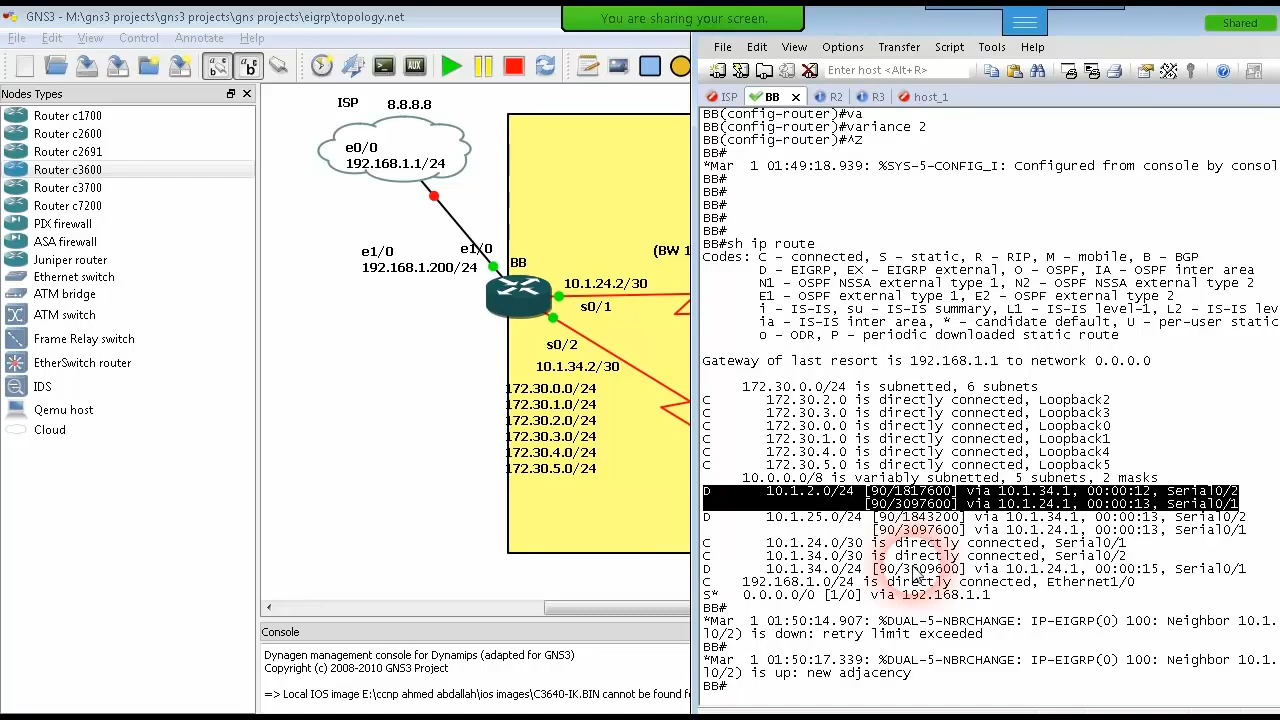 GNS3 - M:\gns3 projects\gns3 projects\gns projects\eigrp\topology.net
You are sharing your screen.
Shared
File Edit View Control Annotate Help
File Edit View Options Transfer Script Tools Help
AUX
Enter host <Alt+R>
Nodes Types
Router c1700
Router c2600
Router c2691
Router c3600
Router c3700
Router c7200
PIX firewall
ASA firewall
Juniper router
Ethernet switch
ATM bridge
ATM switch
Frame Relay switch
EtherSwitch router
IDS
Qemu host
Cloud
ISP 8.8.8.8
e0/0
192.168.1.1/24
e1/0
e1/0
192.168.1.200/24
BB
(BW 1
10.1.24.2/30
s0/1
s0/2
10.1.34.2/30
172.30.0.0/24
172.30.1.0/24
172.30.2.0/24
172.30.3.0/24
172.30.4.0/24
172.30.5.0/24
Console
Dynagen management console for Dynamips (adapted for GNS3)
Copyright (c) 2008-2010 GNS3 Project
=> Local IOS image E:\ccnp ahmed abdallah\ios images\C3640-IK.BIN cannot be found f
ISP BB R2 R3 host_1
BB(config-router)#va
BB(config-router)#variance 2
BB(config-router)#^Z
BB#
*Mar 1 01:49:18.939: %SYS-5-CONFIG_I: Configured from console by consol
BB#
BB#
BB#
BB#
BB#
BB#sh ip route
Codes: C - connected, S - static, R - RIP, M - mobile, B - BGP
D - EIGRP, EX - EIGRP external, O - OSPF, IA - OSPF inter area
N1 - OSPF NSSA external type 1, N2 - OSPF NSSA external type 2
E1 - OSPF external type 1, E2 - OSPF external type 2
i - IS-IS, su - IS-IS summary, L1 - IS-IS level-1, L2 - IS-IS lev
ia - IS-IS inter area, * - candidate default, U - per-user static
o - ODR, P - periodic downloaded static route
Gateway of last resort is 192.168.1.1 to network 0.0.0.0
172.30.0.0/24 is subnetted, 6 subnets
C 172.30.2.0 is directly connected, Loopback2
C 172.30.3.0 is directly connected, Loopback3
C 172.30.0.0 is directly connected, Loopback0
C 172.30.1.0 is directly connected, Loopback1
C 172.30.4.0 is directly connected, Loopback4
C 172.30.5.0 is directly connected, Loopback5
10.0.0.0/8 is variably subnetted, 5 subnets, 2 masks
D 10.1.2.0/24 [90/1817600] via 10.1.34.1, 00:00:12, Serial0/2
[90/3097600] via 10.1.24.1, 00:00:13, Serial0/1
D 10.1.25.0/24 [90/1843200] via 10.1.34.1, 00:00:13, Serial0/2
[90/3097600] via 10.1.24.1, 00:00:13, Serial0/1
C 10.1.24.0/30 is directly connected, Serial0/1
C 10.1.34.0/30 is directly connected, Serial0/2
D 10.1.34.0/24 via 10.1.24.1, 00:00:15, Serial0/1
C 192.168.1.0/24 is directly connected, Ethernet1/0
S* 0.0.0.0/0 [1/0] via 192.168.1.1
BB#
*Mar 1 01:50:14.907: %DUAL-5-NBRCHANGE: IP-EIGRP(0) 100: Neighbor 10.1.
l0/2) is down: retry limit exceeded
BB#
*Mar 1 01:50:17.339: %DUAL-5-NBRCHANGE: IP-EIGRP(0) 100: Neighbor 10.1.
l0/2) is up: new adjacency
BB#